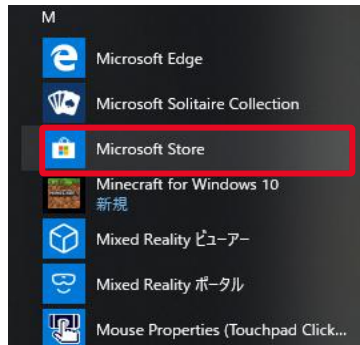 M
Microsoft Edge
Microsoft Solitaire Collection
Microsoft Store
Minecraft for Windows 10
新規
Mixed Reality ビューアー
Mixed Reality ポータル
Mouse Properties (Touchpad Click...